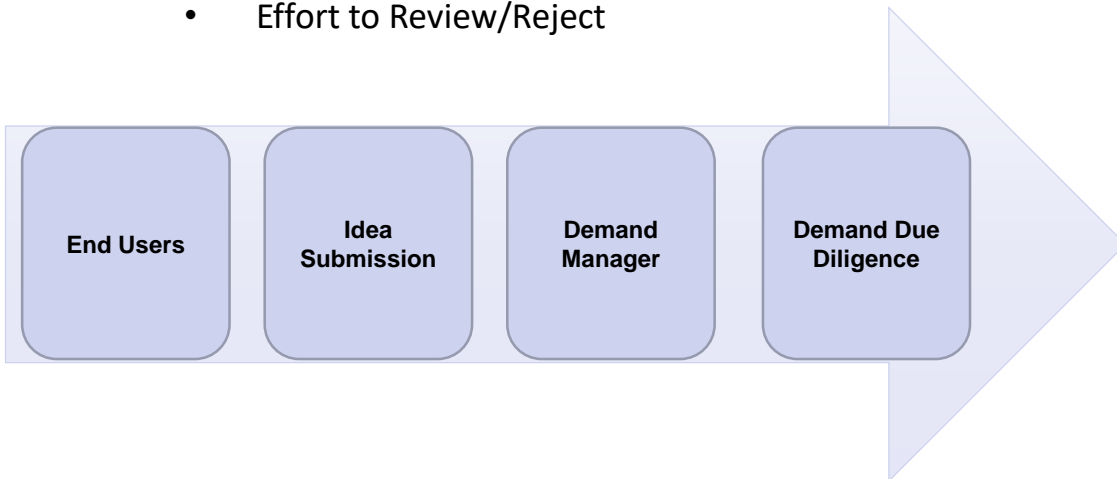 • Effort to Review/Reject
End Users
Idea
Submission
Demand
Manager
Demand Due
Diligence